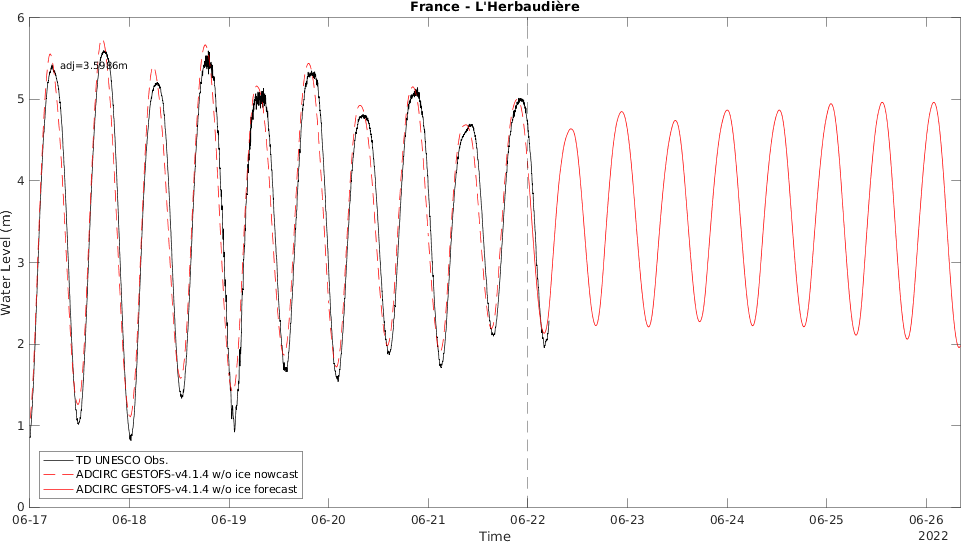 France - L'Herbaudière
6
5
4
3
2
1
0
Water Level (m)
adj=3.5986m
TD UNESCO Obs.
ADCIRC GESTOFS-v4.1.4 w/o ice nowcast
ADCIRC GESTOFS-v4.1.4 w/o ice forecast
06-17 06-18 06-19 06-20 06-21 06-22 06-23 06-24 06-25 06-26
Time
2022